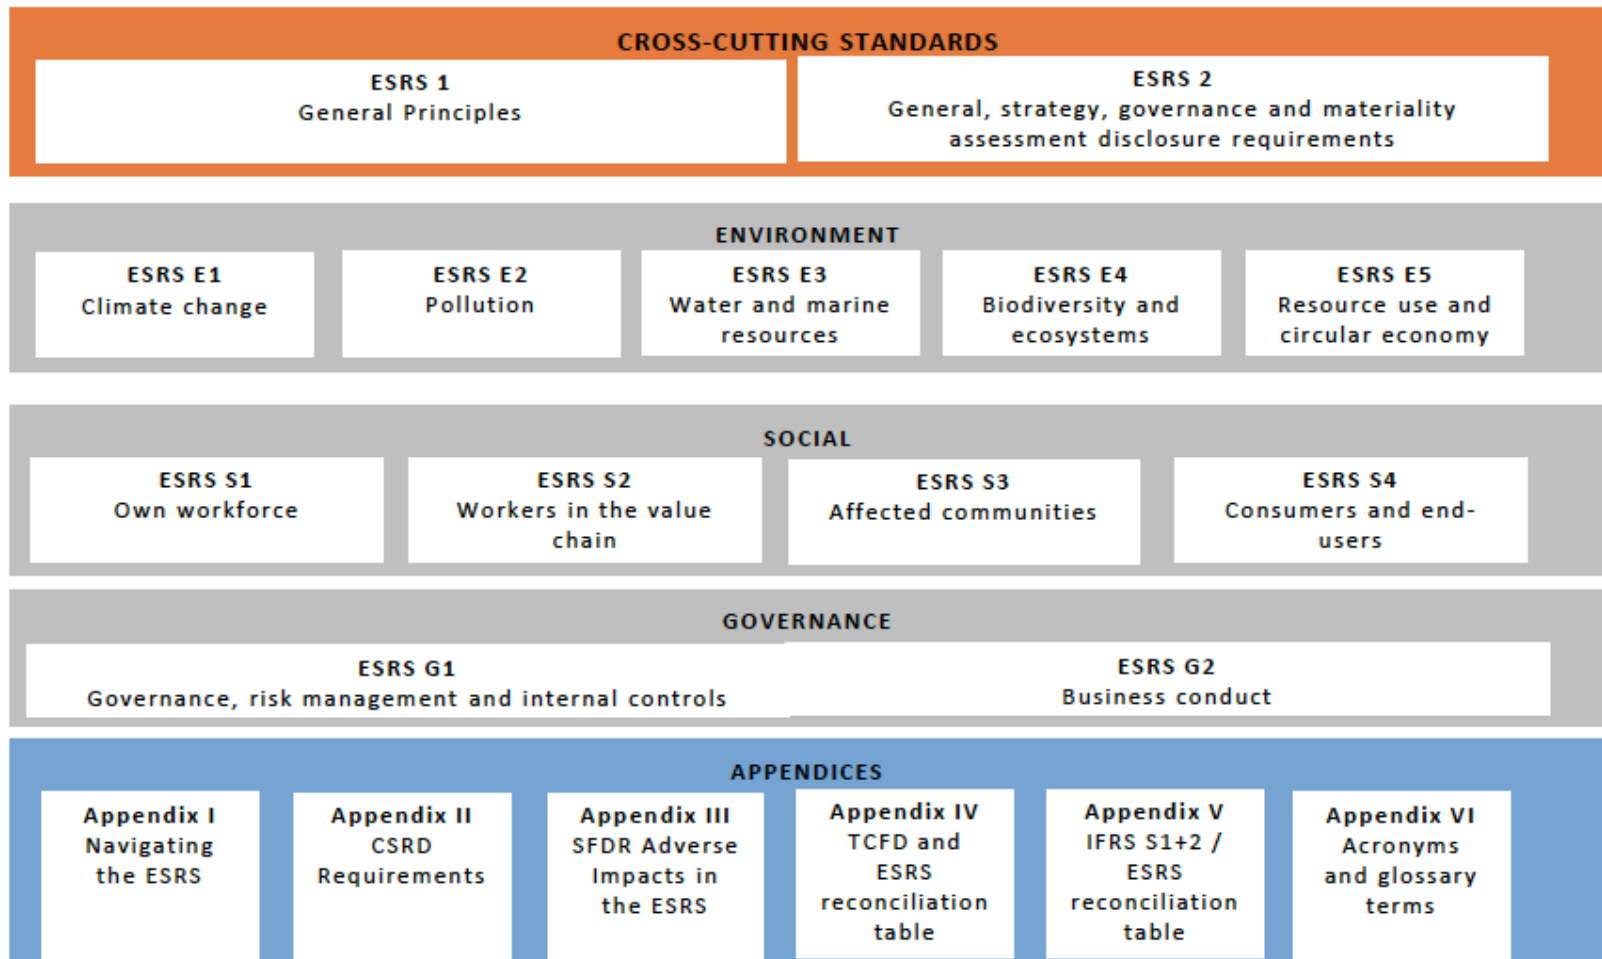 CROSS-CUTTING STANDARDS
ESRS 1
General Principles
ESRS 2
General, strategy, governance and materiality
assessment disclosure requirements
ENVIRONMENT
ESRS E1
Climate change
ESRS E2
Pollution
ESRS E3
Water and marine
resources
ESRS E4
Biodiversity and
ecosystems
ESRS E5
Resource use and
circular economy
SOCIAL
ESRS S1
Own workforce
ESRS S2
Workers in the value
chain
ESRS S3
Affected communities
ESRS S4
Consumers and end-
users
GOVERNANCE
ESRS G1
Governance, risk management and internal controls
ESRS G2
Business conduct
APPENDICES
Appendix I
Navigating
the ESRS
Appendix II
CSRD
Requirements
Appendix III
SFDR Adverse
Impacts in
the ESRS
Appendix IV
TCFD and
ESRS
reconciliation
table
Appendix V
IFRS S1+2 /
ESRS
reconciliation
table
Appendix VI
Acronyms
and glossary
terms